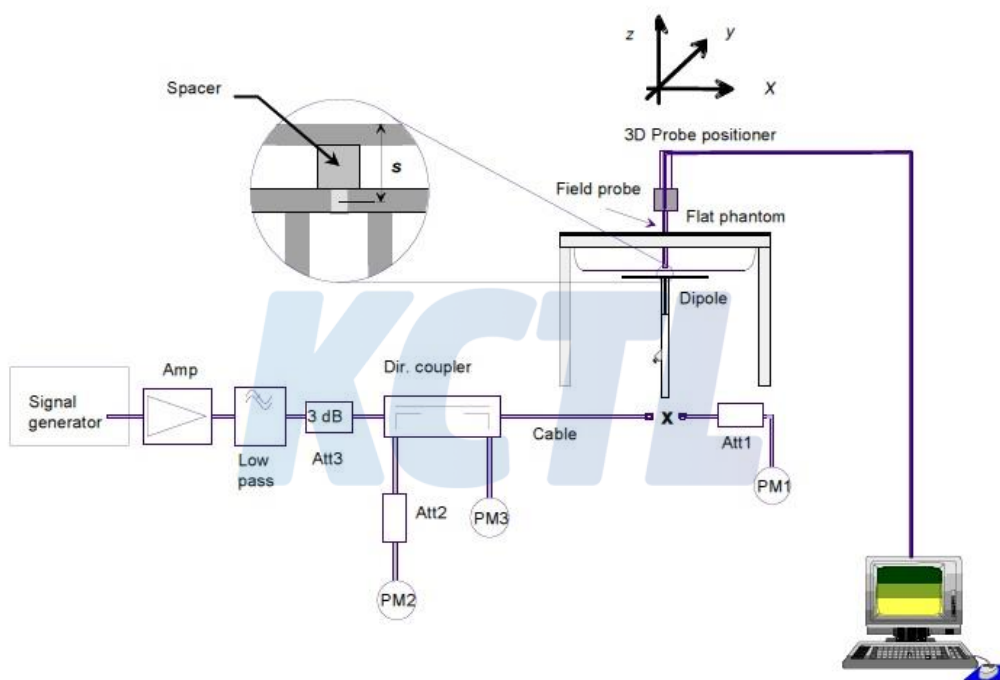 z
y
X
Spacer
s
3D Probe positioner
Field probe
Flat phantom
Dipole
KCTL
Signal
generator
Amp
Low
pass
3 dB
Att3
Dir. coupler
Cable
X
Att1
PM1
Att2
PM3
PM2